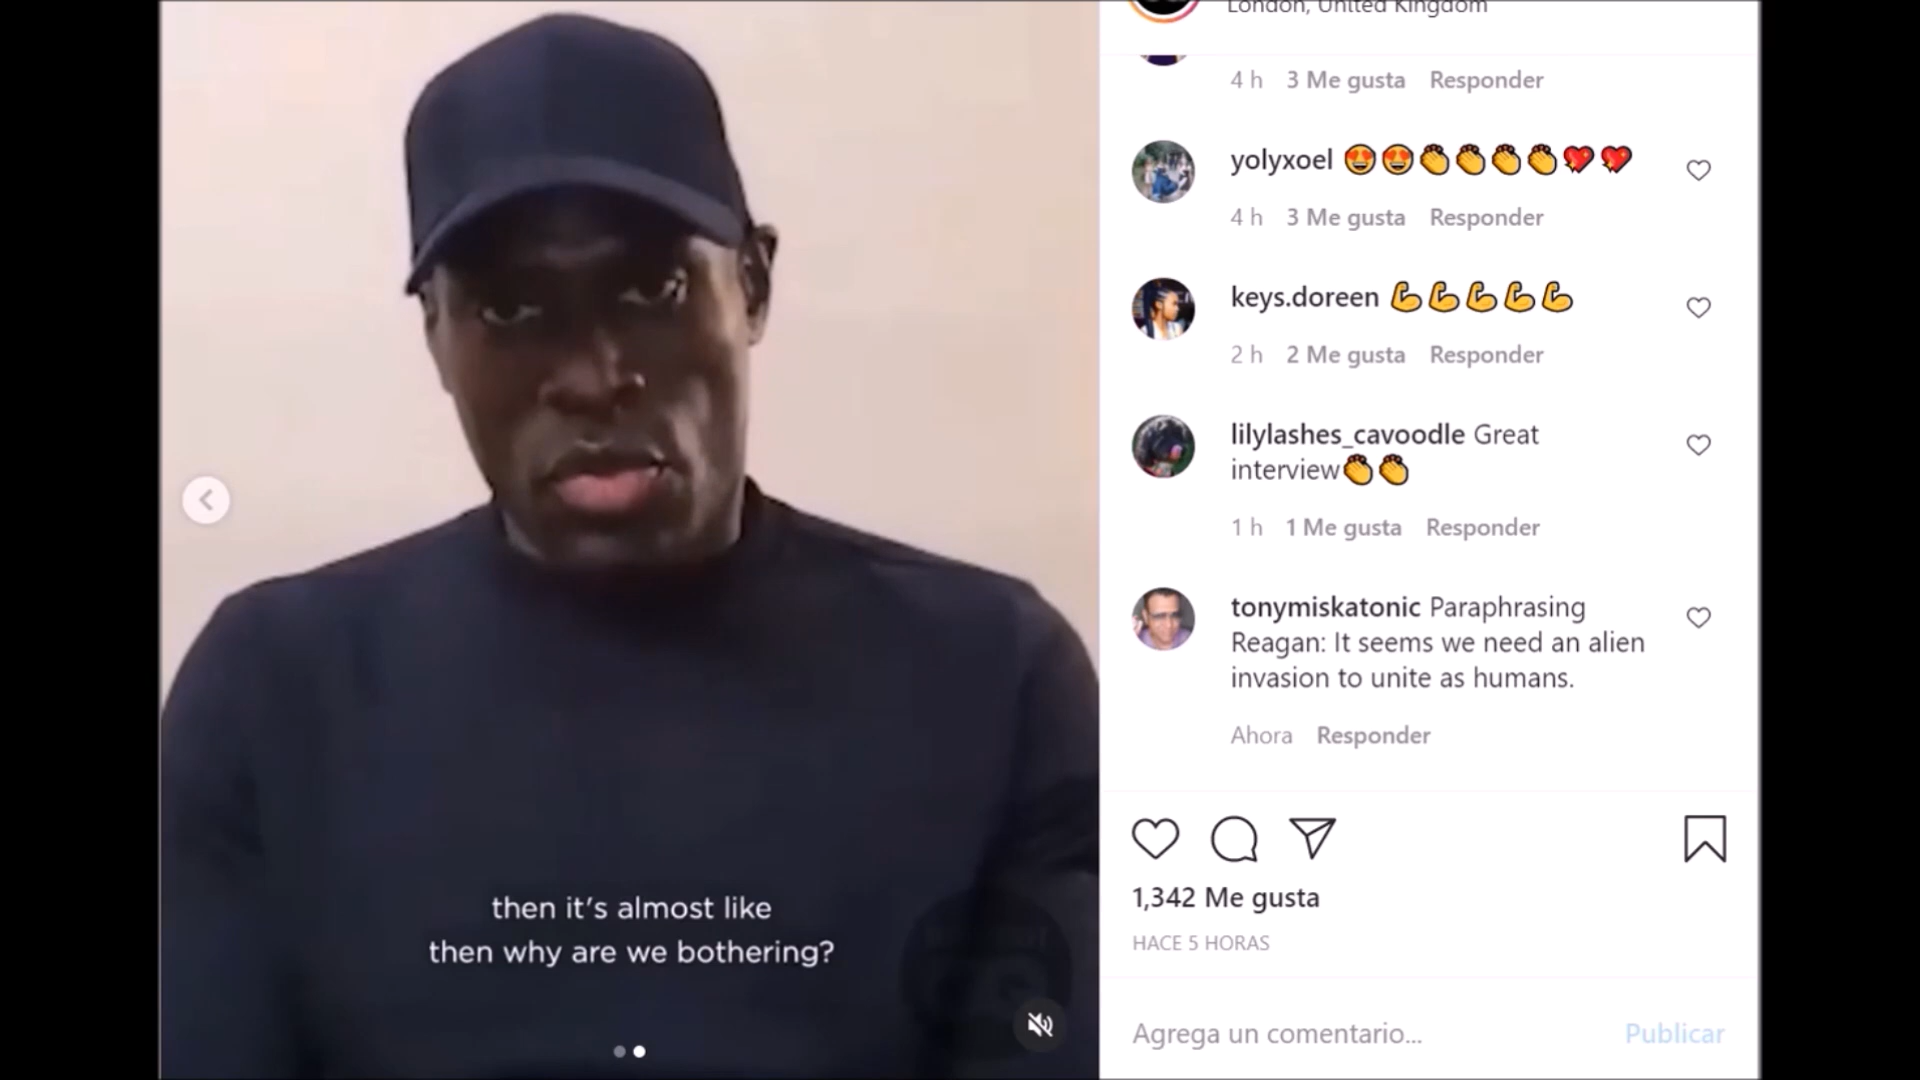 London, United Kingdom
4 h 3 Me gusta Responder
yolyxoel 😍😍👏👏👏👏💖💖
4 h 3 Me gusta Responder
keys.doreen 💪💪💪💪💪
2 h 2 Me gusta Responder
lilylashes_cavoodle Great
interview👏👏
1 h 1 Me gusta Responder
tonymiskatonic Paraphrasing
Reagan: It seems we need an alien
invasion to unite as humans.
Ahora Responder
1,342 Me gusta
HACE 5 HORAS
Agrega un comentario... Publicar
then it's almost like
then why are we bothering?